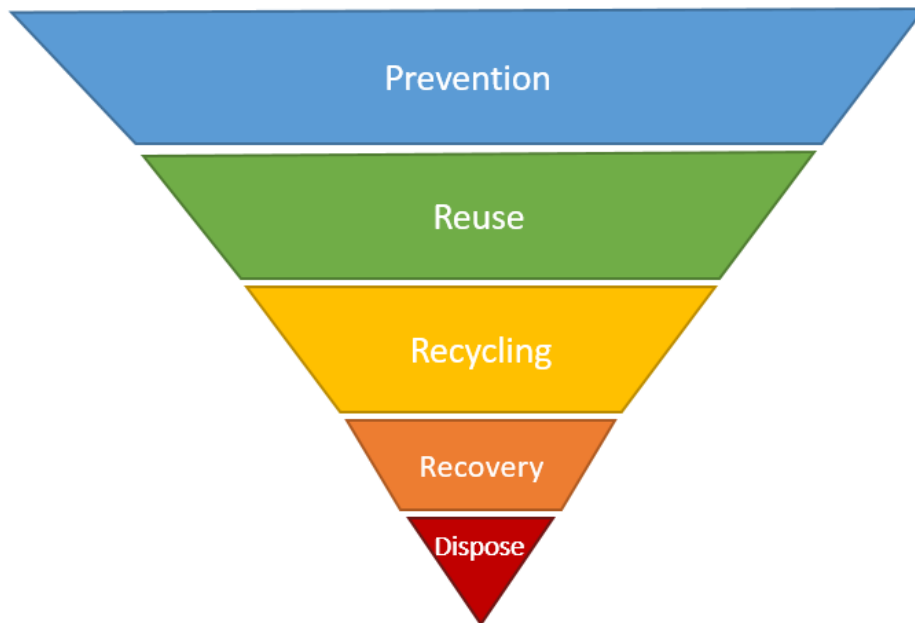 Prevention
Reuse
Recycling
Recovery
Dispose